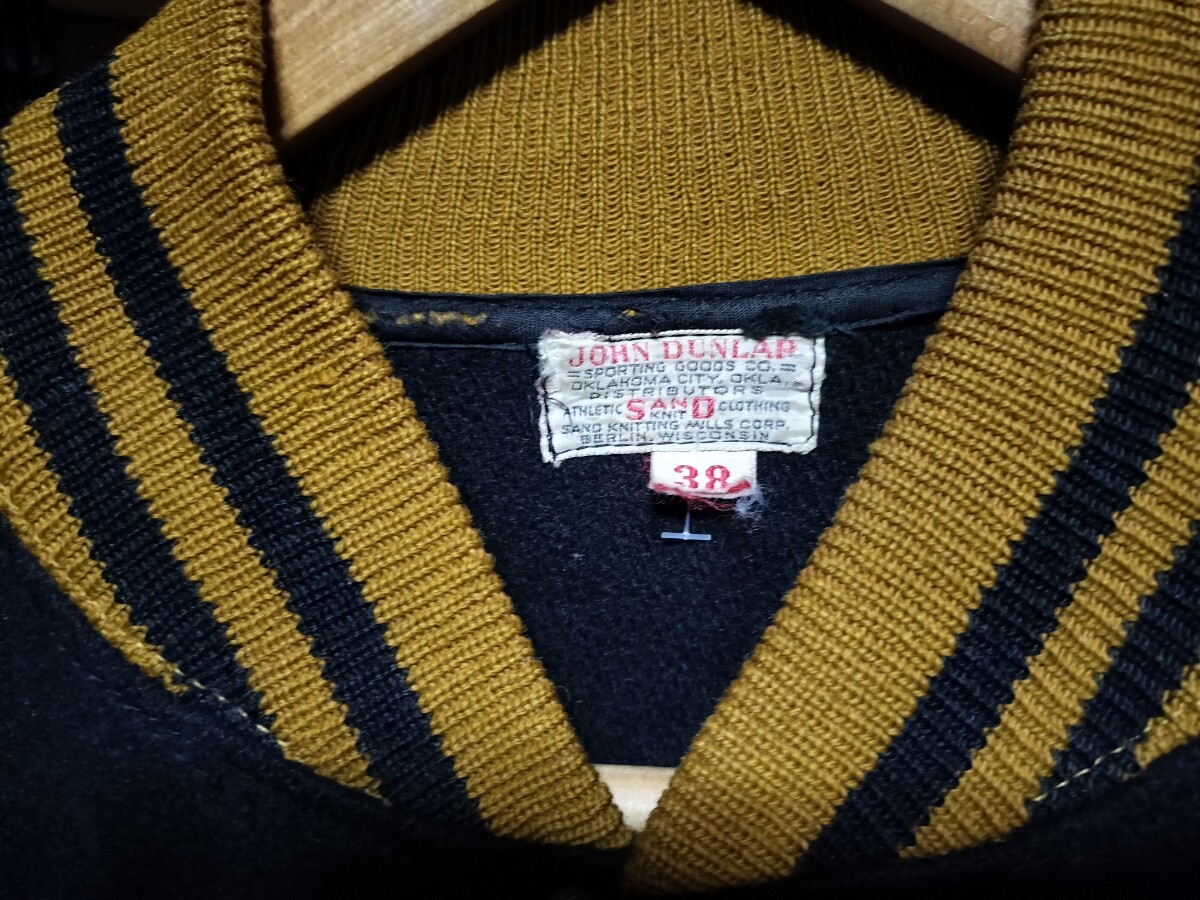 JOHN DUNLAP
=SPORTING GOODS CO.=
OKLAHOMA CITY, OKLA.
DISTRIBUTORS
ATHLETIC SAND KNIT CLOTHING
SAND KNITTING MILLS CORP.
BERLIN, WISCONSIN
38